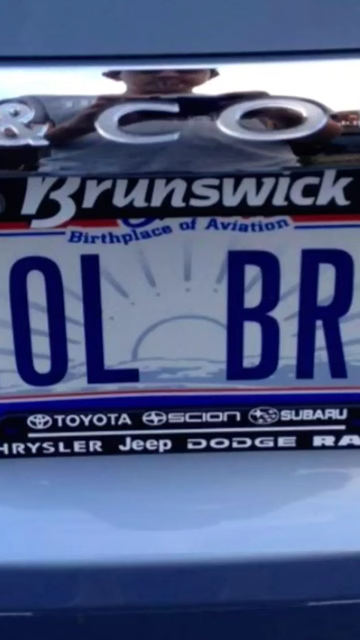 & CO
Brunswick
Birthplace of Aviation
OL BR
TOYOTA SCION SUBARU
HRYSLER Jeep DODGE RA